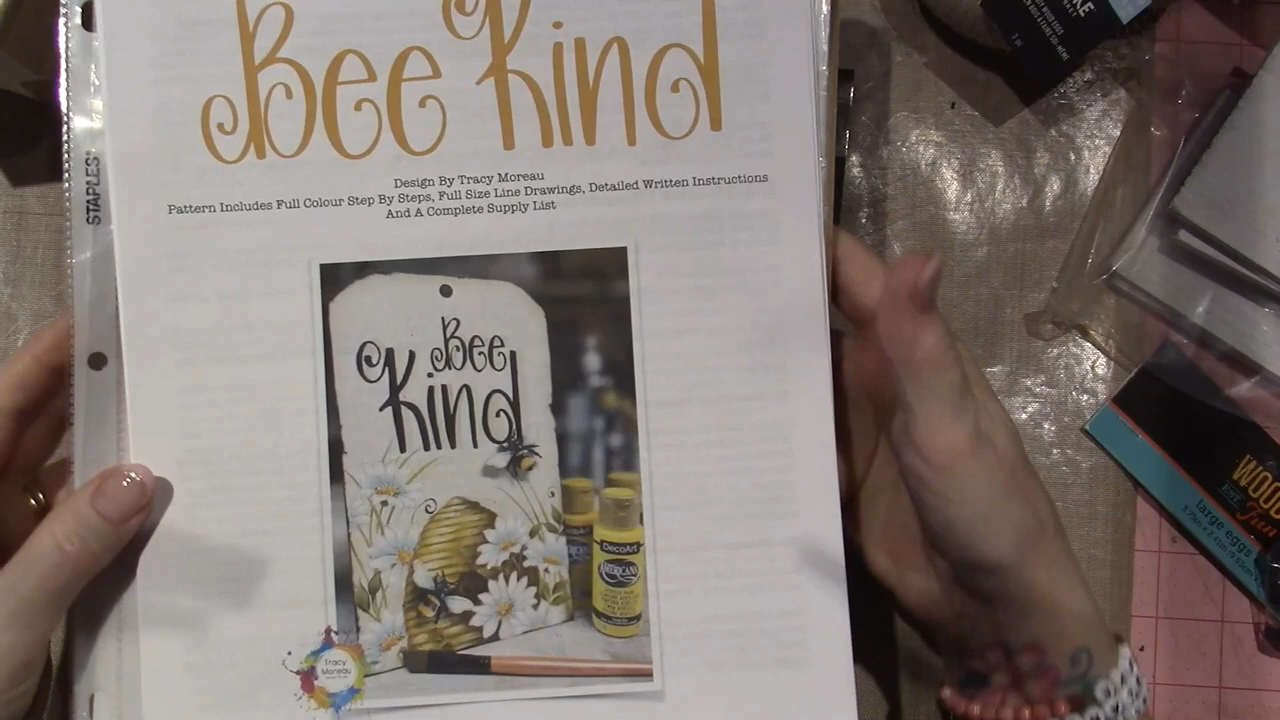 Bee Kind
Design By Tracy Moreau
Pattern Includes Full Colour Step By Steps, Full Size Line Drawings, Detailed Written Instructions
And A Complete Supply List
Bee
Kind
DecoArt
AMERICANA
Tracy
Moreau
STAPLES
large eggs